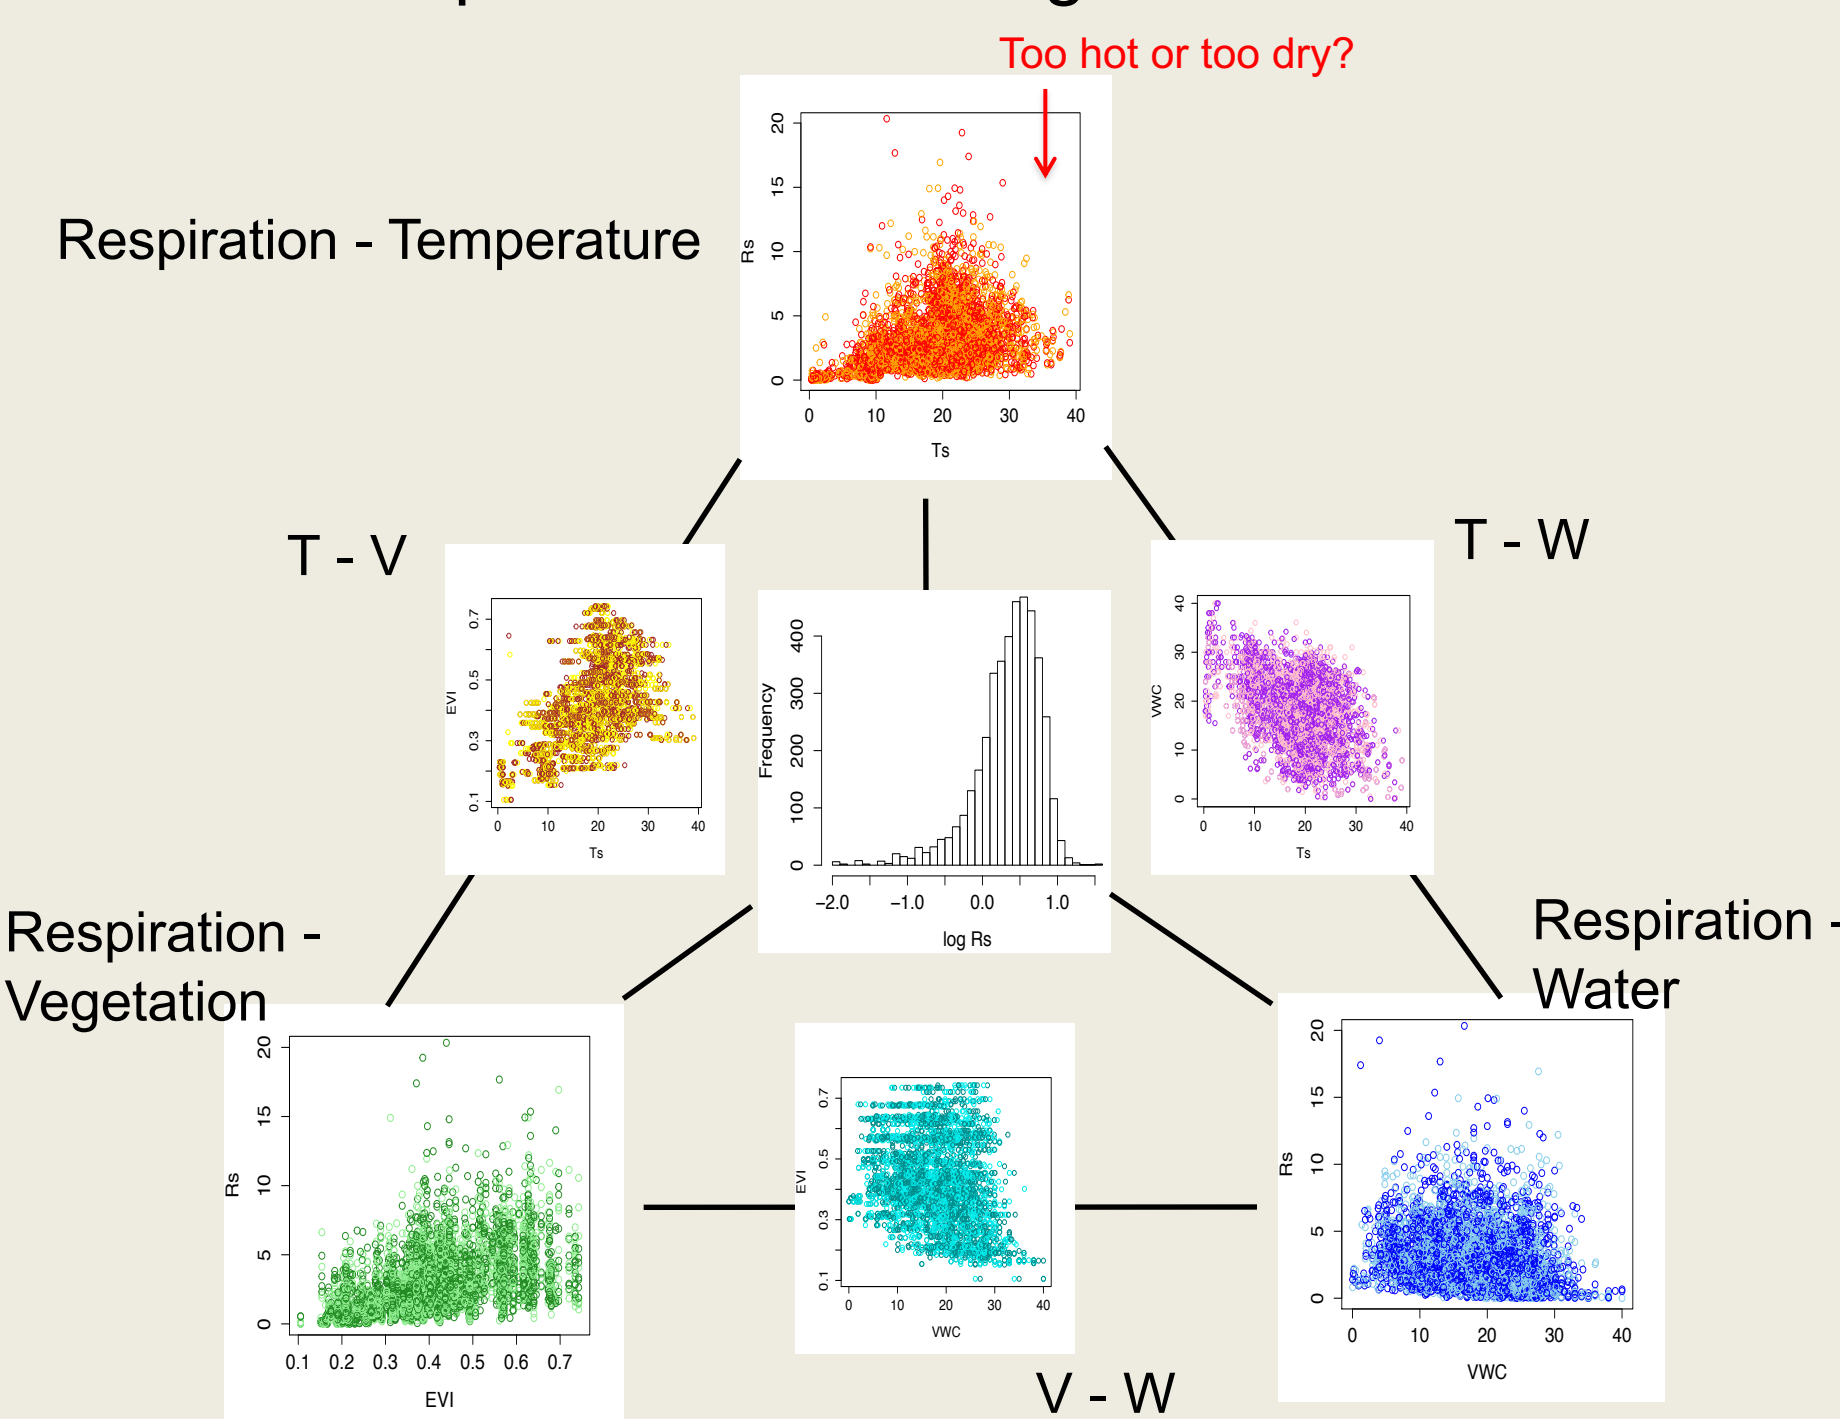 Too hot or too dry?
Respiration - Temperature
Rs
20
15
10
5
0
0 10 20 30 40
Ts
T - V
T - W
EVI
0.7
0.5
0.3
0.1
0 10 20 30 40
Ts
Frequency
400
300
200
100
0
−2.0 −1.0 0.0 1.0
log Rs
VWC
40
30
20
10
0
0 10 20 30 40
Ts
Respiration -
Vegetation
Respiration -
Water
Rs
20
15
10
5
0
0.1 0.2 0.3 0.4 0.5 0.6 0.7
EVI
EVI
0.7
0.5
0.3
0.1
0 10 20 30 40
VWC
Rs
20
15
10
5
0
0 10 20 30 40
VWC
V - W